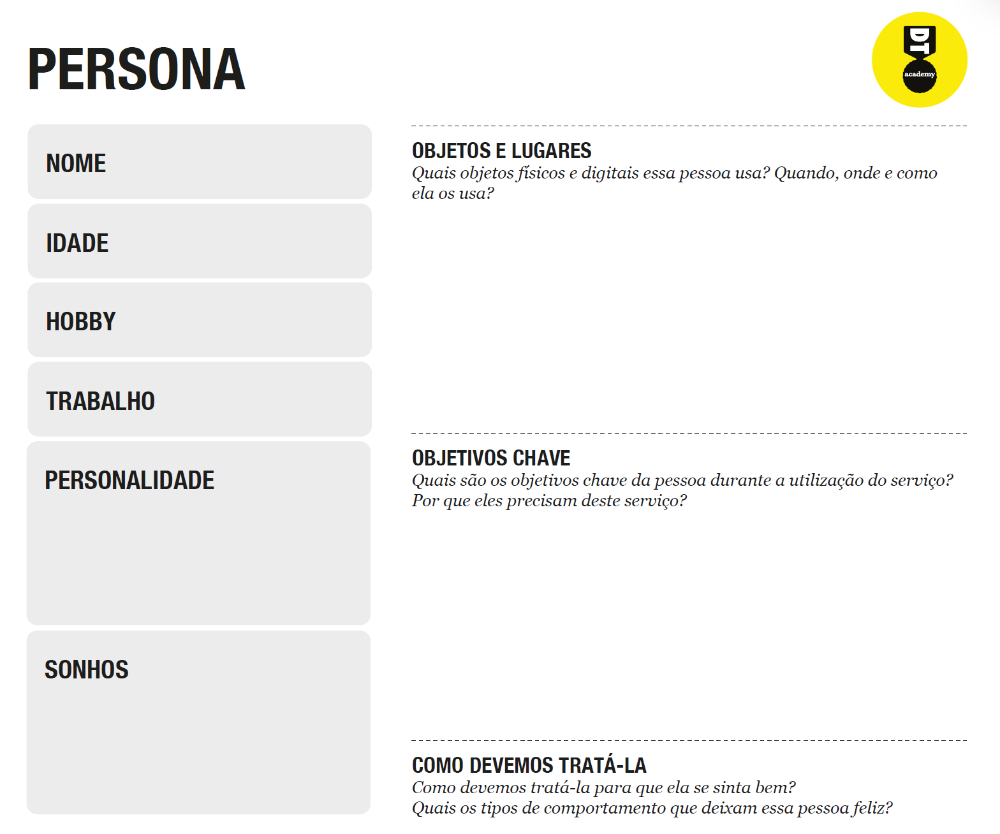 PERSONA
DT
academy
NOME
IDADE
HOBBY
TRABALHO
PERSONALIDADE
SONHOS
OBJETOS E LUGARES
Quais objetos físicos e digitais essa pessoa usa? Quando, onde e como
ela os usa?
OBJETIVOS CHAVE
Quais são os objetivos chave da pessoa durante a utilização do serviço?
Por que eles precisam deste serviço?
COMO DEVEMOS TRATÁ-LA
Como devemos tratá-la para que ela se sinta bem?
Quais os tipos de comportamento que deixam essa pessoa feliz?